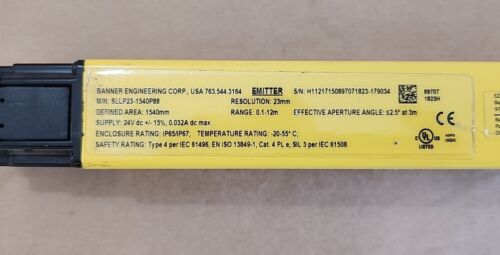 BANNER ENGINEERING CORP., USA 763.544.3164 EMITTER S/N: H11217150897071823-179034
M/N: SLLP23-1540P88 RESOLUTION: 23mm
DEFINED AREA: 1540mm RANGE: 0.1-12m EFFECTIVE APERTURE ANGLE: ±2.5° at 3m
SUPPLY: 24V dc +/- 15%, 0.032A dc max.
ENCLOSURE RATING: IP65/IP67; TEMPERATURE RATING: -20-55° C;
SAFETY RATING: Type 4 per IEC 61496, EN ISO 13849-1, Cat. 4 PL e, SIL 3 per IEC 61508
89707
1823H
C UL US
LISTED